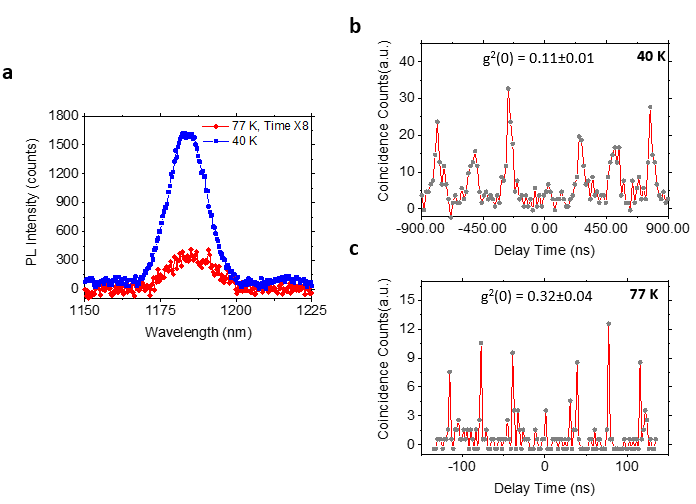 a
1800
1500
1200
900
600
300
0
77 K, Time X8
40 K
PL Intensity (counts)
1150
1175
1200
1225
Wavelength (nm)
b
40
30
20
10
0
g²(0) = 0.11±0.01
40 K
Coincidence Counts(a.u.)
-900.00
-450.00
0.00
450.00
900.00
Delay Time (ns)
c
15
12
9
6
3
0
g²(0) = 0.32±0.04
77 K
Coincidence Counts(a.u.)
-100
0
100
Delay Time (ns)